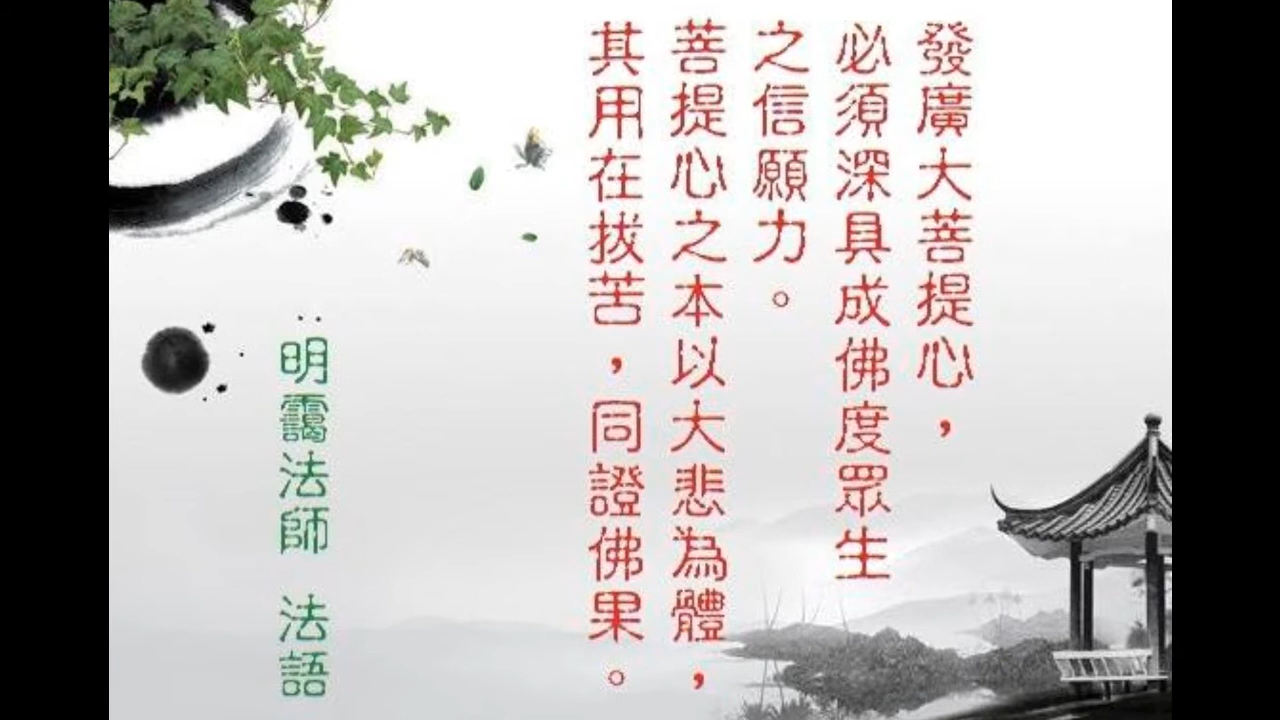 發廣大菩提心，
必須深具成佛度眾生
之信願力。
菩提心之本以大悲為體，
其用在拔苦，同證佛果。
明靄法師 法語